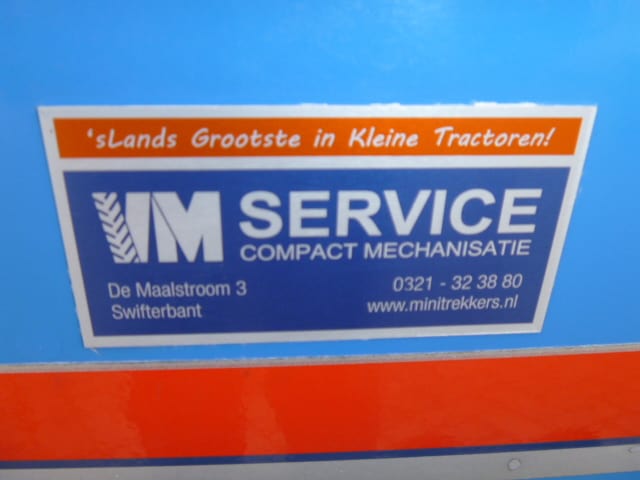 'sLands Grootste in Kleine Tractoren!
VM SERVICE
COMPACT MECHANISATIE
De Maalstroom 3
Swifterbant
0321 - 32 38 80
www.minitrekkers.nl